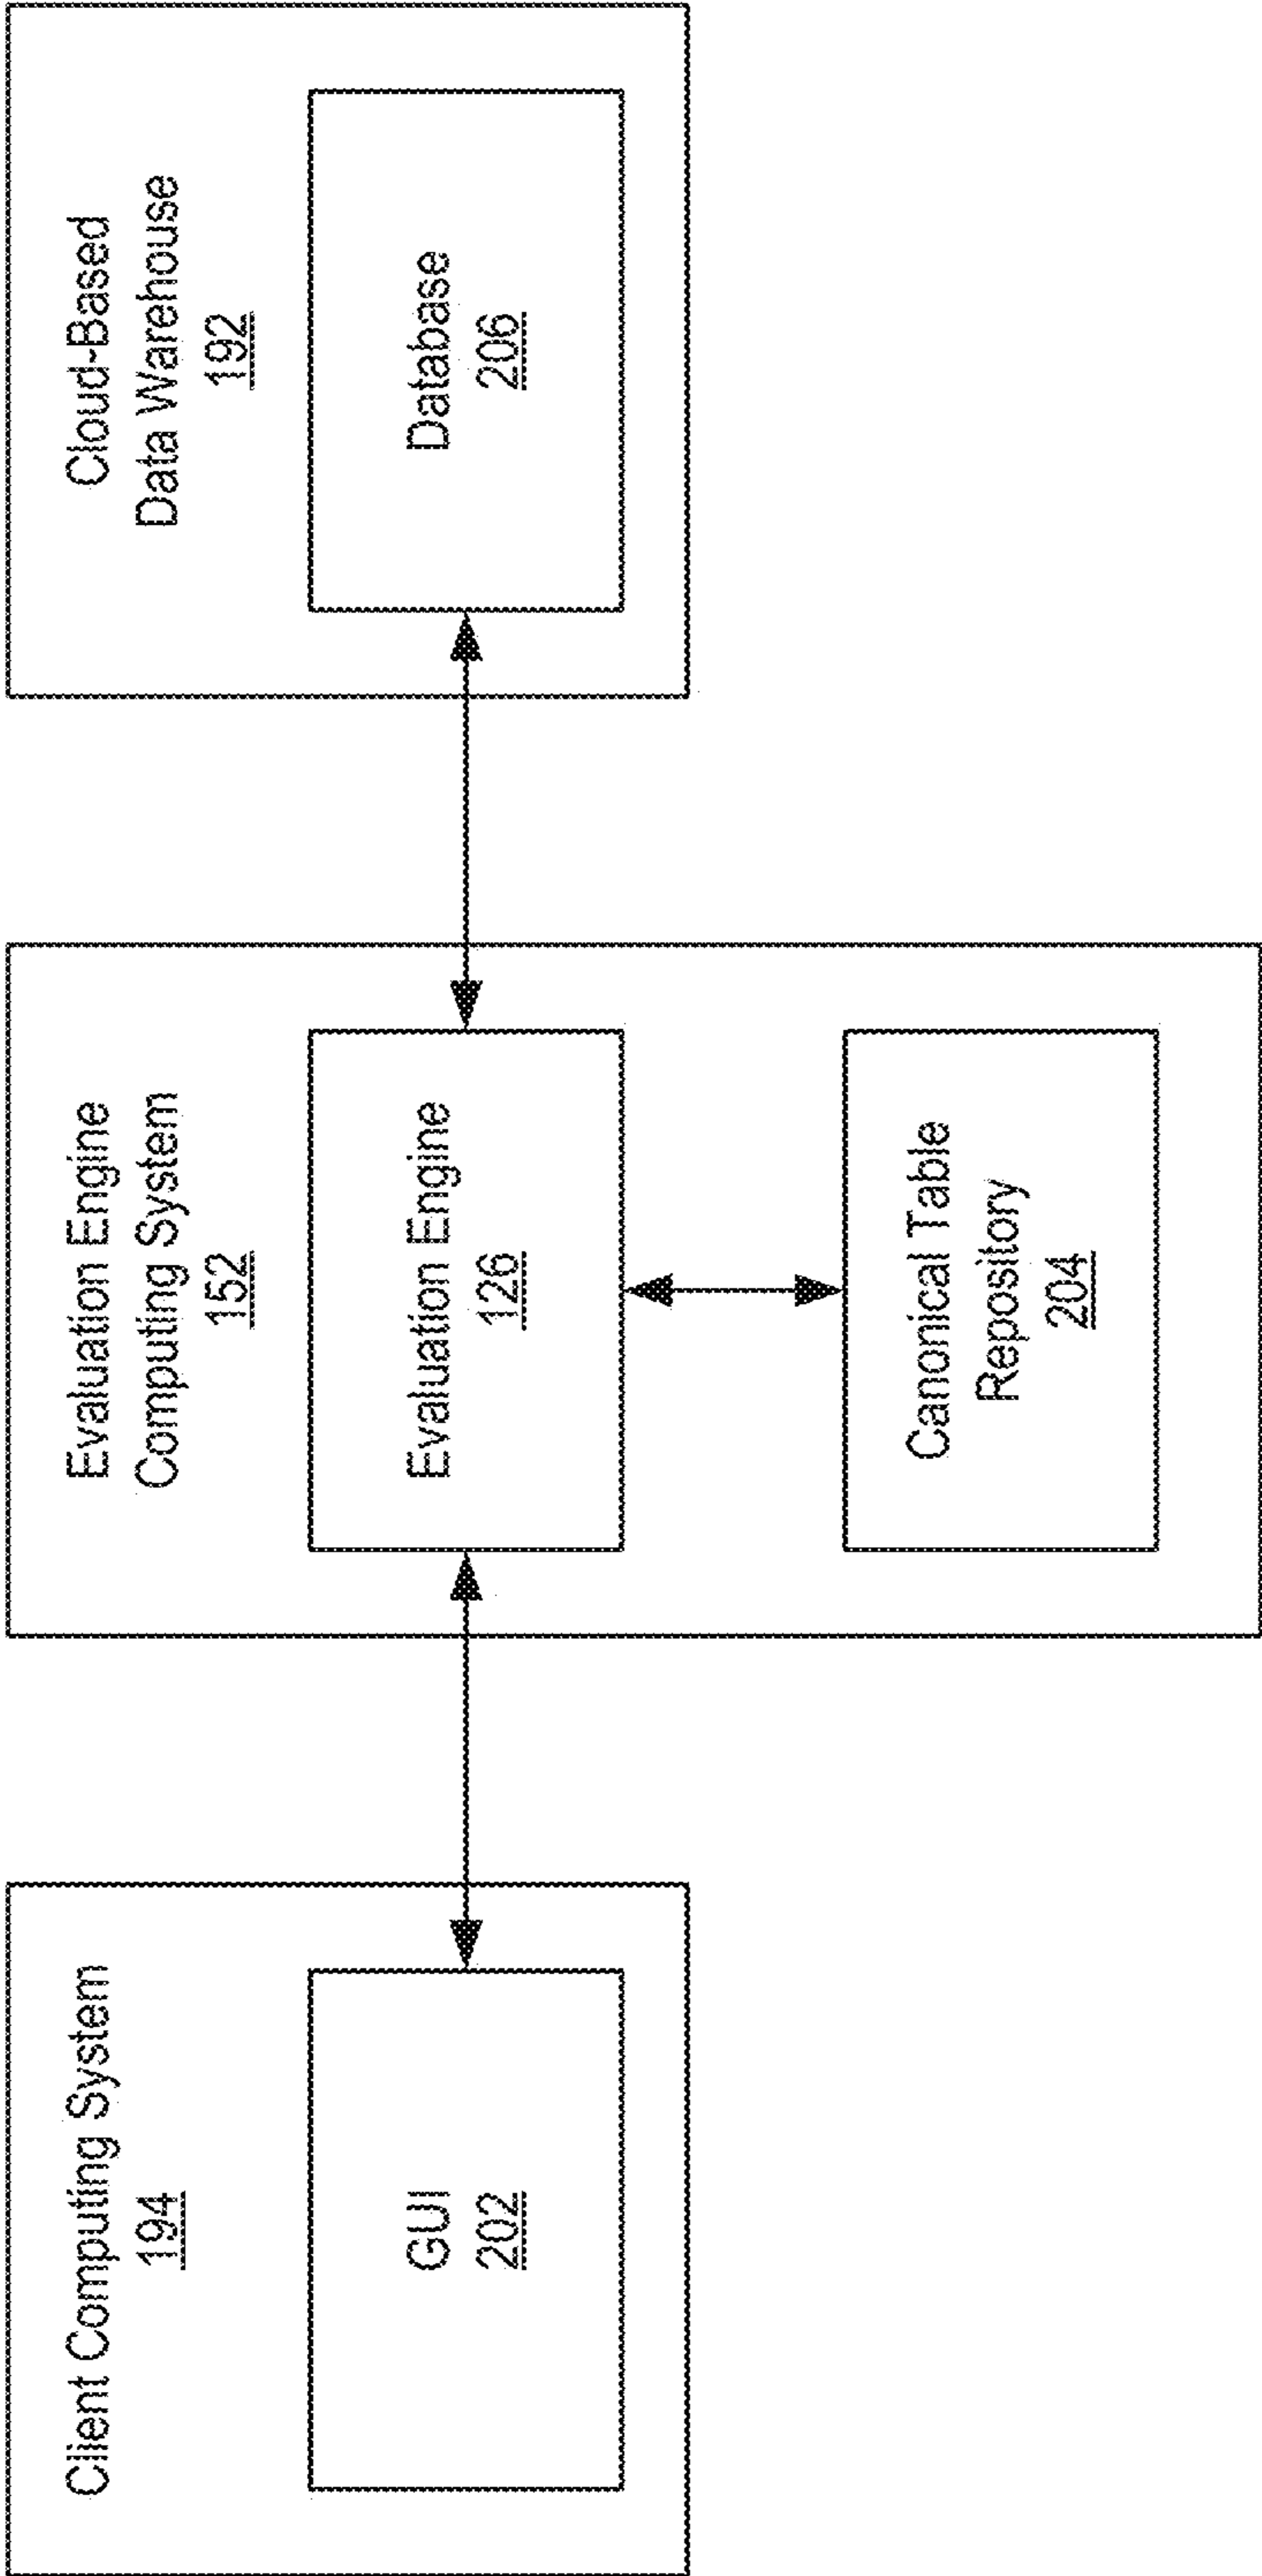 Client Computing System
194
GUI
202
Evaluation Engine
Computing System
152
Evaluation Engine
126
Canonical Table
Repository
204
Cloud-Based
Data Warehouse
192
Database
206